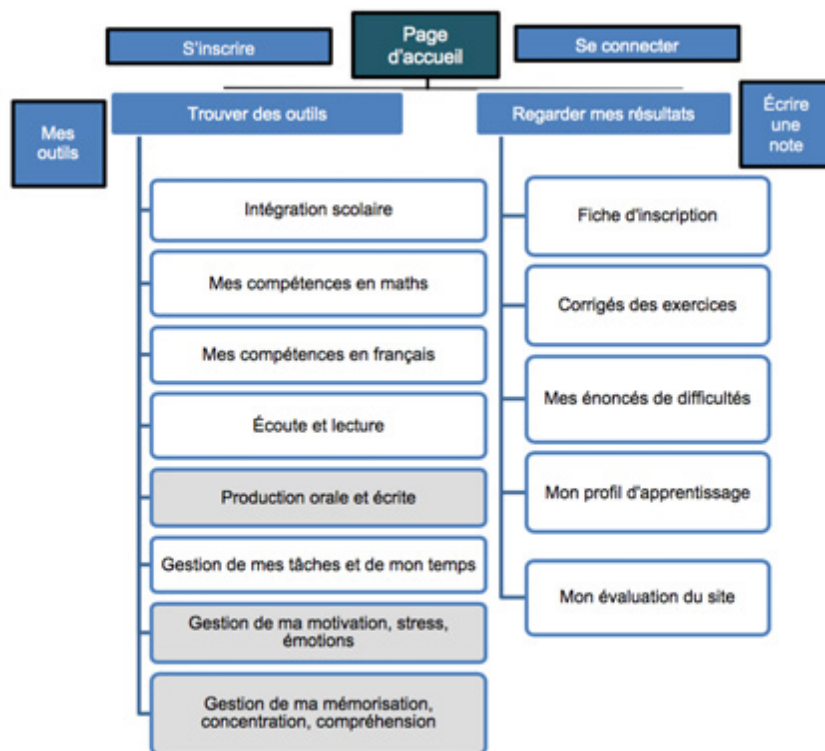 S'inscrire
Page
d'accueil
Se connecter
Mes
outils
Trouver des outils
Regarder mes résultats
Écrire
une
note
Intégration scolaire
Mes compétences en maths
Mes compétences en français
Écoute et lecture
Production orale et écrite
Gestion de mes tâches et de mon temps
Gestion de ma motivation, stress,
émotions
Gestion de ma mémorisation,
concentration, compréhension
Fiche d'inscription
Corrigés des exercices
Mes énoncés de difficultés
Mon profil d'apprentissage
Mon évaluation du site